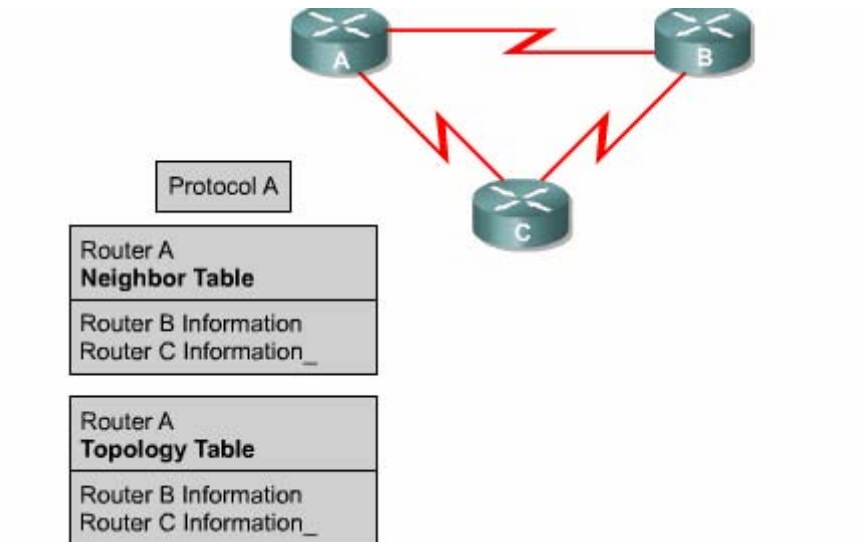 A
B
C
Protocol A
Router A
Neighbor Table
Router B Information
Router C Information_
Router A
Topology Table
Router B Information
Router C Information_